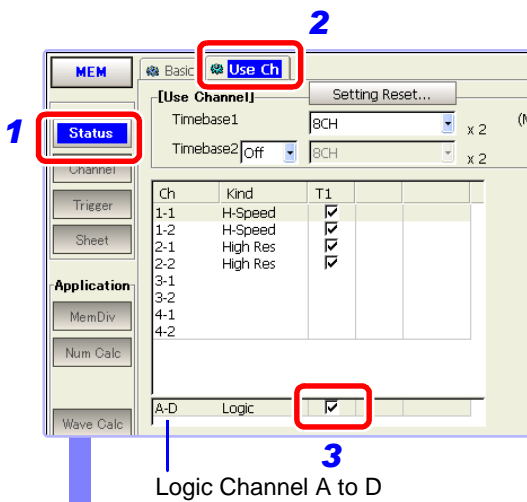 2
MEM Basic Use Ch
[Use Channel] Setting Reset...
1 Status Timebase1 8CH x 2
Timebase2 Off 8CH x 2
Channel
Ch Kind T1
Trigger
1-1 H-Speed
1-2 H-Speed
Sheet
2-1 High Res
2-2 High Res
3-1
Application
3-2
MemDiv
4-1
4-2
Num Calc
A-D Logic
Wave Calc
3
Logic Channel A to D